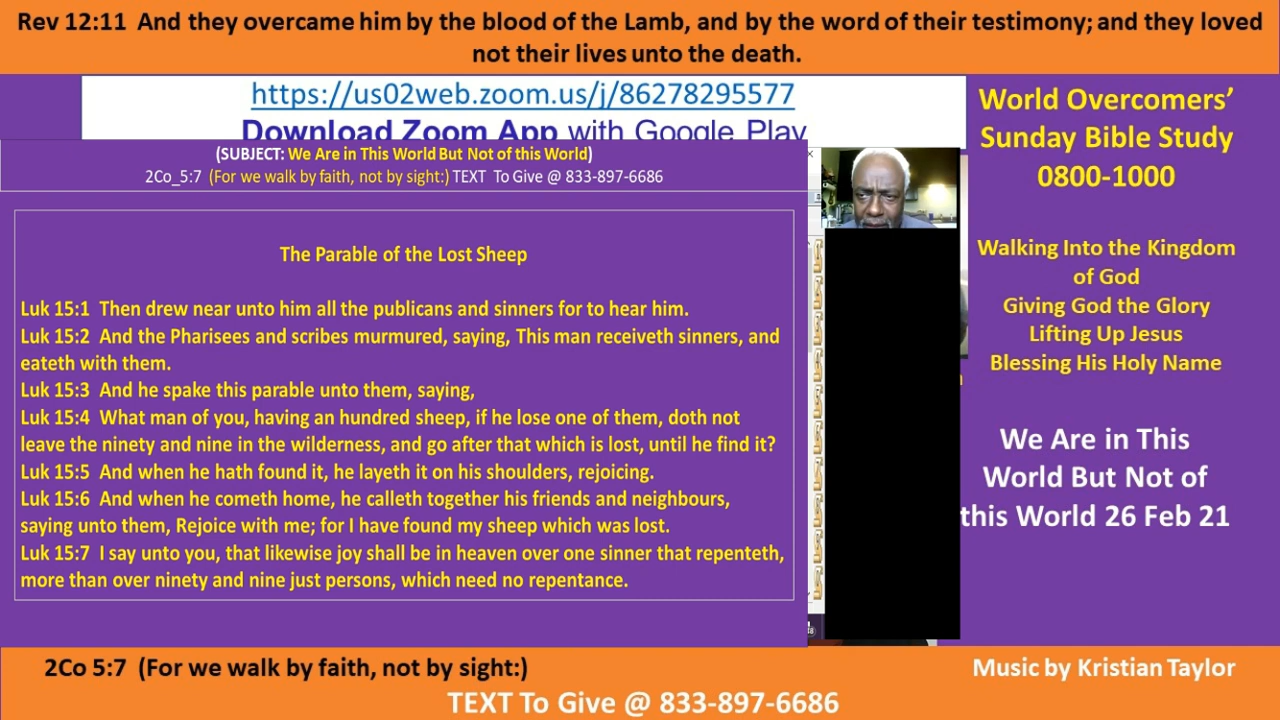 Rev 12:11 And they overcame him by the blood of the Lamb, and by the word of their testimony; and they loved
not their lives unto the death.
https://us02web.zoom.us/j/86278295577
Download Zoom App with Google Play
(SUBJECT: We Are in This World But Not of this World)
2Co_5:7 (For we walk by faith, not by sight:) TEXT To Give @ 833-897-6686
The Parable of the Lost Sheep
Luk 15:1 Then drew near unto him all the publicans and sinners for to hear him.
Luk 15:2 And the Pharisees and scribes murmured, saying, This man receiveth sinners, and
eateth with them.
Luk 15:3 And he spake this parable unto them, saying,
Luk 15:4 What man of you, having an hundred sheep, if he lose one of them, doth not
leave the ninety and nine in the wilderness, and go after that which is lost, until he find it?
Luk 15:5 And when he hath found it, he layeth it on his shoulders, rejoicing.
Luk 15:6 And when he cometh home, he calleth together his friends and neighbours,
saying unto them, Rejoice with me; for I have found my sheep which was lost.
Luk 15:7 I say unto you, that likewise joy shall be in heaven over one sinner that repenteth,
more than over ninety and nine just persons, which need no repentance.
World Overcomers’
Sunday Bible Study
0800-1000
Walking Into the Kingdom
of God
Giving God the Glory
Lifting Up Jesus
Blessing His Holy Name
We Are in This
World But Not of
this World 26 Feb 21
2Co 5:7 (For we walk by faith, not by sight:)
Music by Kristian Taylor
TEXT To Give @ 833-897-6686